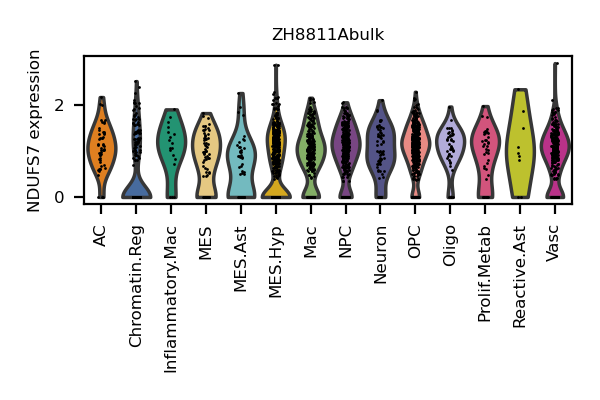 ZH8811Abulk
NDUFS7 expression
2
0
AC
Chromatin.Reg
Inflammatory.Mac
MES
MES.Ast
MES.Hyp
Mac
NPC
Neuron
OPC
Oligo
Prolif.Metab
Reactive.Ast
Vasc